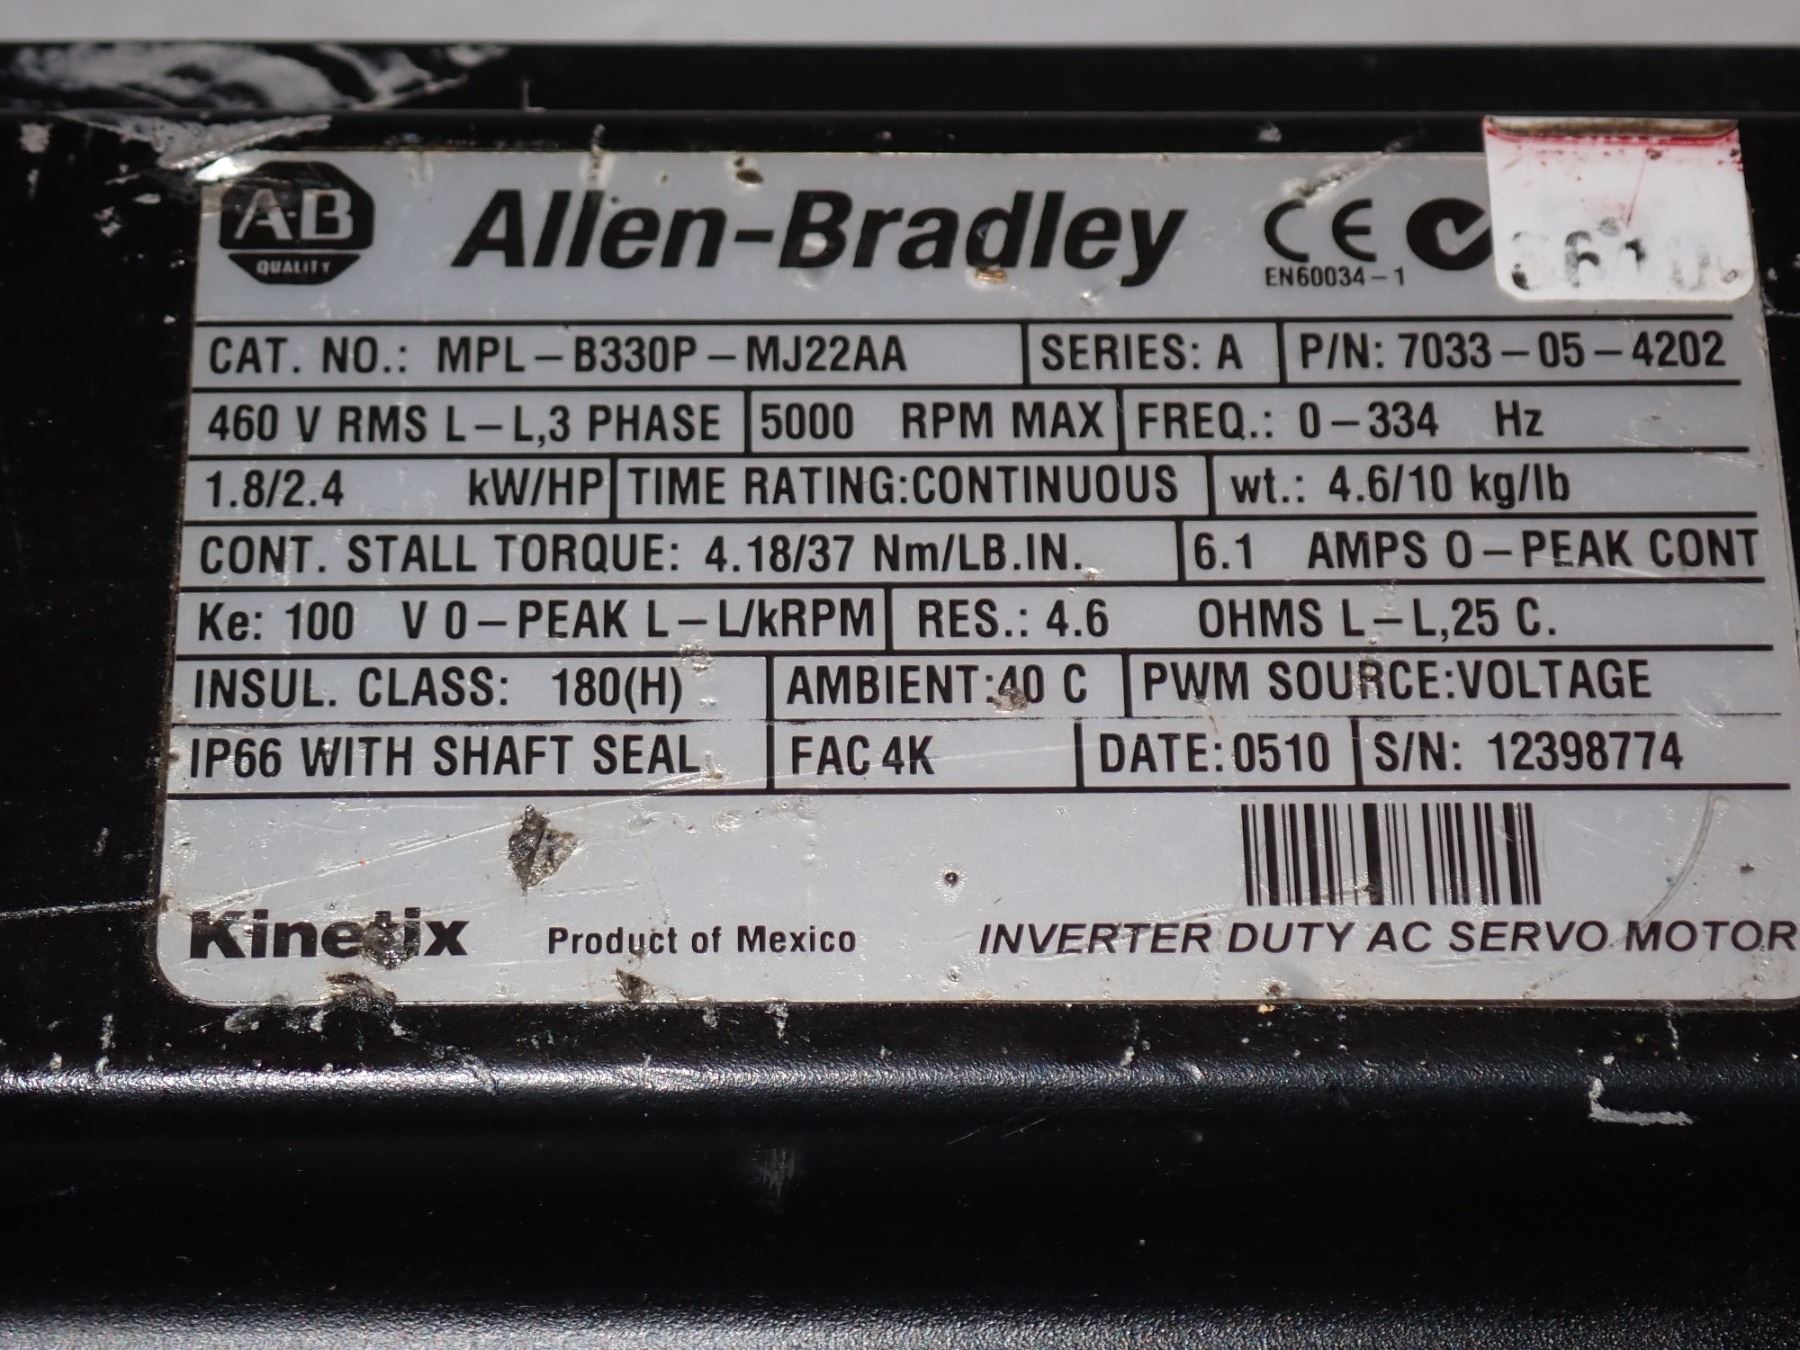 A-B
QUALITY
Allen-Bradley
CE
EN60034-1
CAT. NO.: MPL-B330P-MJ22AA SERIES: A P/N: 7033-05-4202
460 V RMS L-L,3 PHASE 5000 RPM MAX FREQ.: 0-334 Hz
1.8/2.4 kW/HP TIME RATING:CONTINUOUS wt.: 4.6/10 kg/lb
CONT. STALL TORQUE: 4.18/37 Nm/LB.IN. 6.1 AMPS 0-PEAK CONT
Ke: 100 V 0-PEAK L-L/kRPM RES.: 4.6 OHMS L-L,25 C.
INSUL. CLASS: 180(H) AMBIENT:40 C PWM SOURCE:VOLTAGE
IP66 WITH SHAFT SEAL FAC 4K DATE:0510 S/N: 12398774
Kinetix Product of Mexico INVERTER DUTY AC SERVO MOTOR